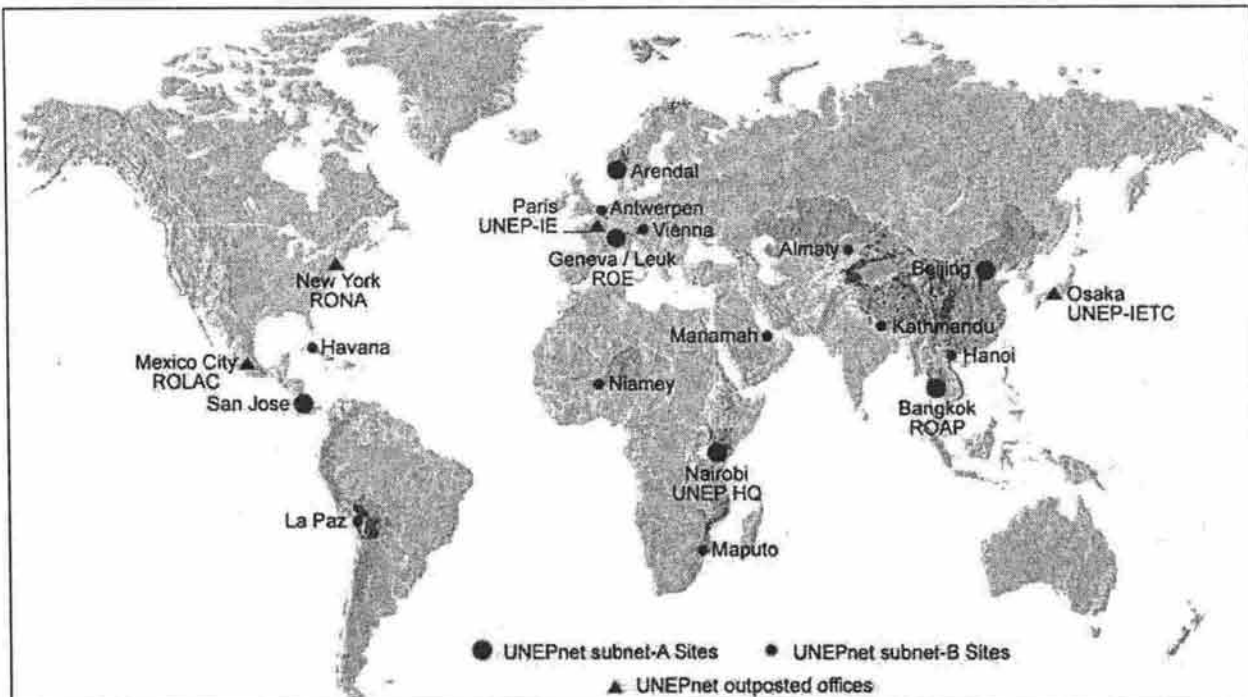 Arendal
Paris
UNEP-IE
Antwerpen
Vienna
Geneva / Leuk
ROE
Almaty
Beijing
New York
RONA
Osaka
UNEP-IETC
Manamah
Kathmandu
Havana
Hanoi
Mexico City
ROLAC
Niamey
San Jose
Bangkok
ROAP
Nairobi
UNEP HQ
La Paz
Maputo
UNEPnet subnet-A Sites
UNEPnet subnet-B Sites
UNEPnet outposted offices